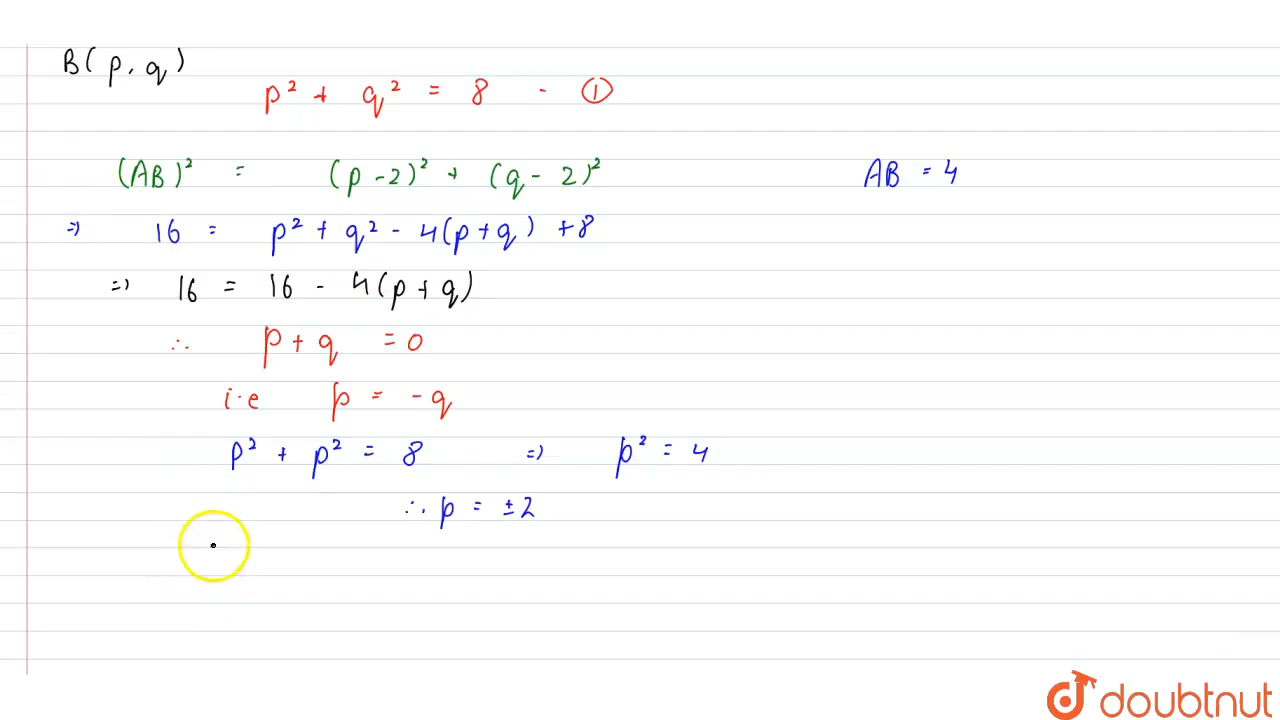 B(p, q)
p² + q² = 8 - ①
(AB)² = (p - 2)² + (q - 2)² AB = 4
⇒ 16 = p² + q² - 4(p + q) + 8
⇒ 16 = 16 - 4(p + q)
∴ p + q = 0
i.e p = -q
p² + p² = 8 ⇒ p² = 4
∴ p = ±2
doubtnut